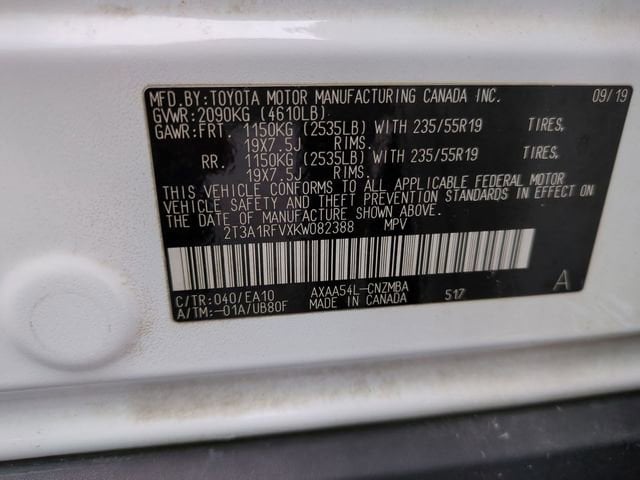 MFD.BY:TOYOTA MOTOR MANUFACTURING CANADA INC. 09/19
GVWR:2090KG (4610LB)
GAWR:FRT. 1150KG (2535LB) WITH 235/55R19 TIRES,
19X7.5J RIMS.
RR. 1150KG (2535LB) WITH 235/55R19 TIRES,
19X7.5J RIMS.
THIS VEHICLE CONFORMS TO ALL APPLICABLE FEDERAL MOTOR
VEHICLE SAFETY AND THEFT PREVENTION STANDARDS IN EFFECT ON
THE DATE OF MANUFACTURE SHOWN ABOVE.
2T3A1RFVXKW082388 MPV
C/TR:040/EA10 AXAA54L-CNZMBA 517 A
A/TM:-01A/UB80F MADE IN CANADA